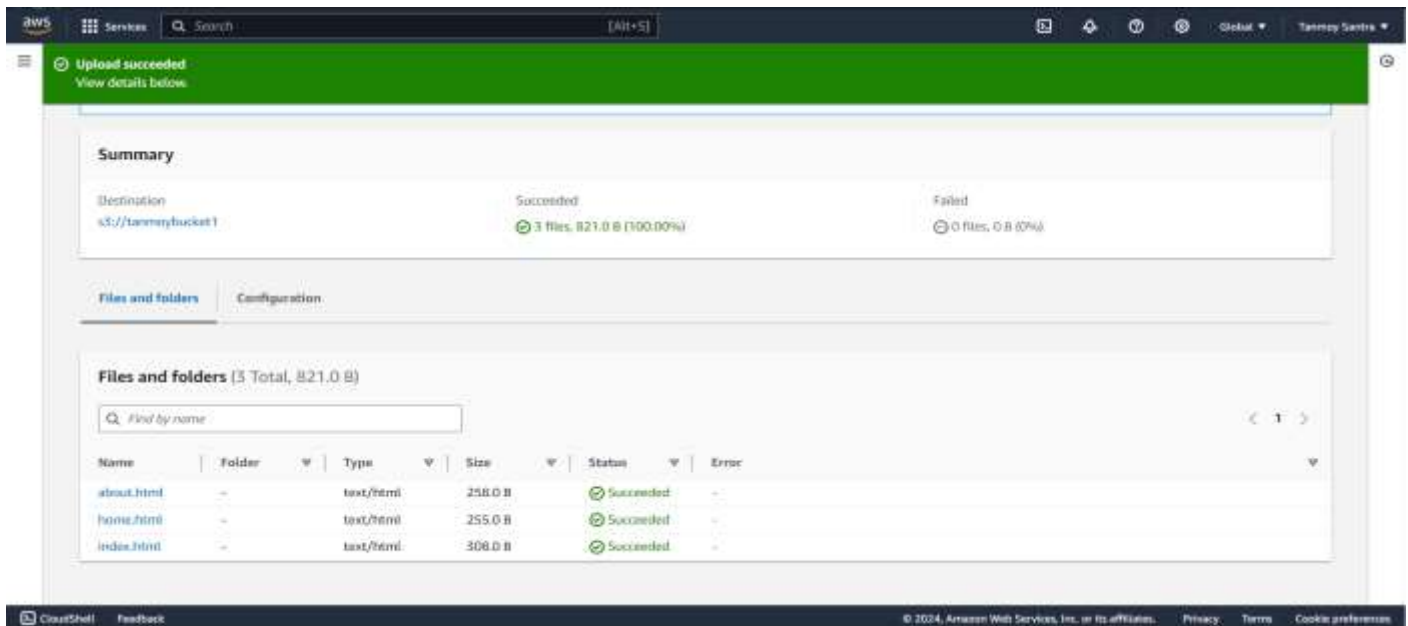 aws Services Search [Alt+S] Global Tanmoy Santra
Upload succeeded
View details below.
Summary
Destination Succeeded Failed
s3://tanmoybucket1 3 files, 821.0 B (100.00%) 0 files, 0 B (0%)
Files and folders Configuration
Files and folders (3 Total, 821.0 B)
Find by name 1
Name Folder Type Size Status Error
about.html - text/html 258.0 B Succeeded -
home.html - text/html 255.0 B Succeeded -
index.html - text/html 308.0 B Succeeded -
CloudShell Feedback © 2024, Amazon Web Services, Inc. or its affiliates. Privacy Terms Cookie preferences